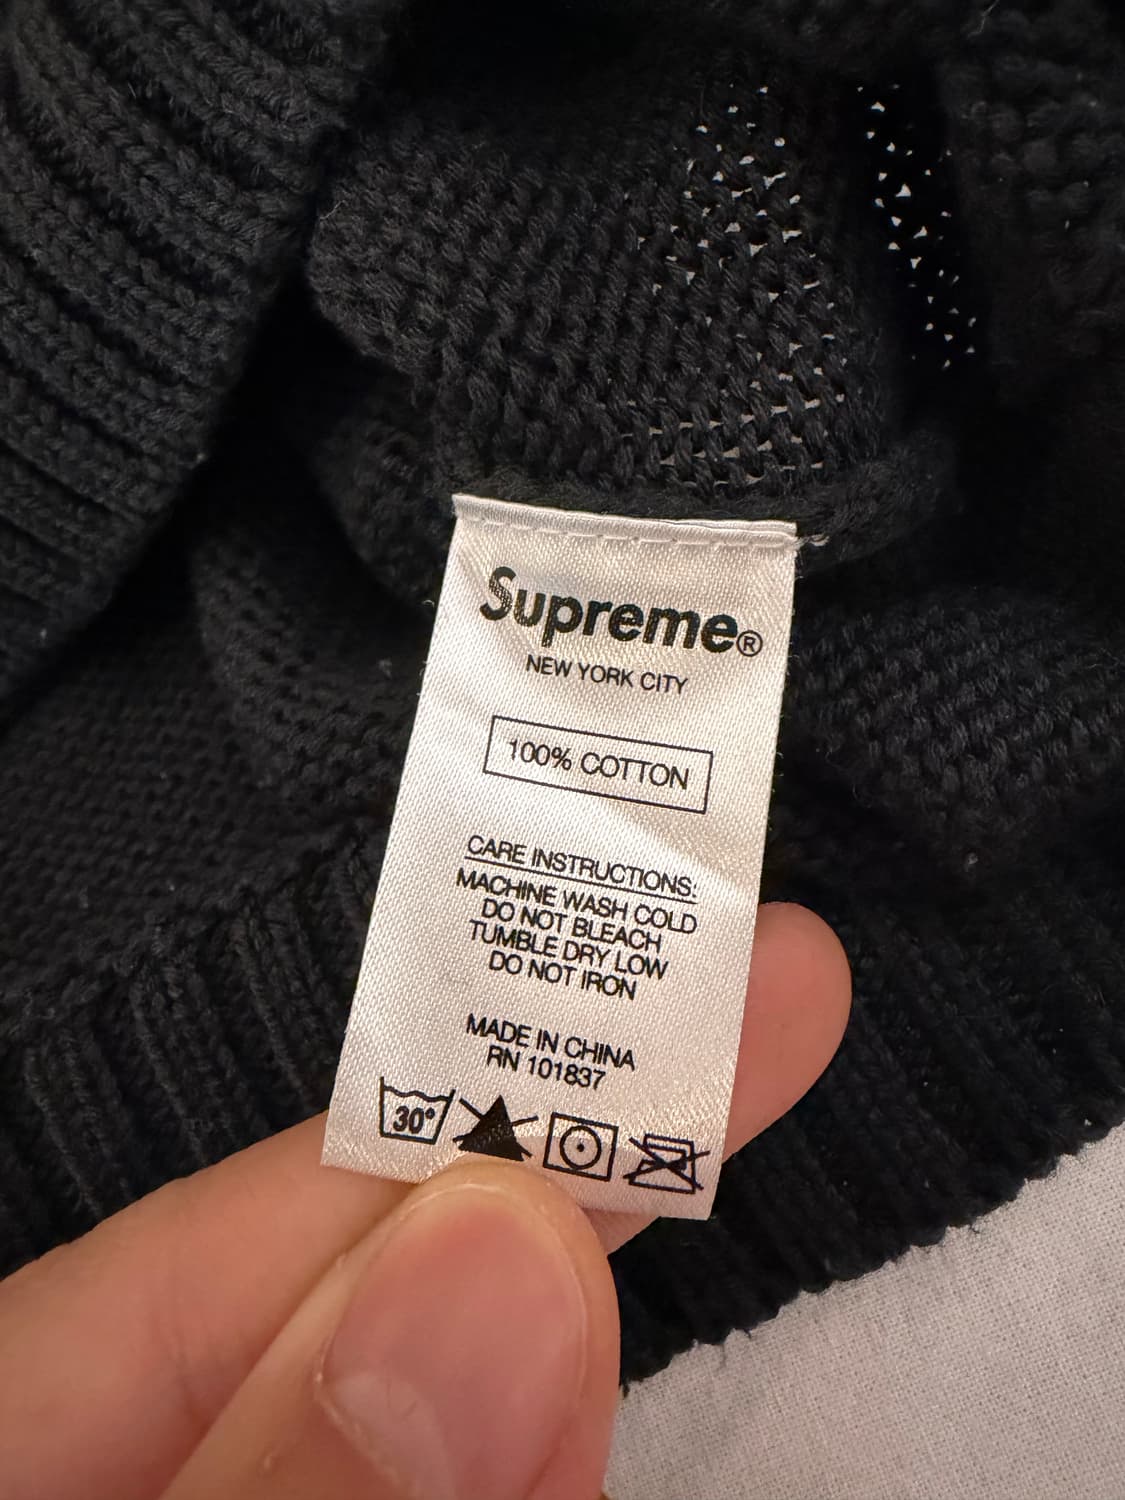 Supreme®
NEW YORK CITY
100% COTTON
CARE INSTRUCTIONS:
MACHINE WASH COLD
DO NOT BLEACH
TUMBLE DRY LOW
DO NOT IRON
MADE IN CHINA
RN 101837
30°